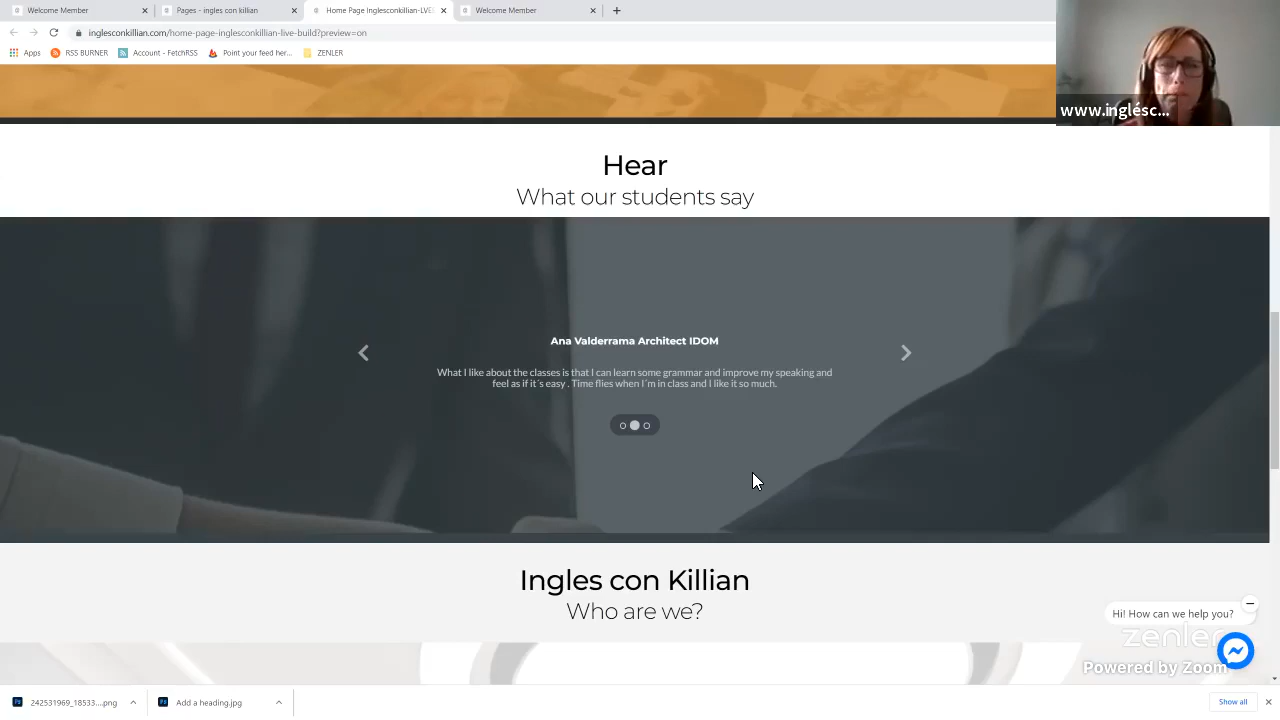 Welcome Member
Pages - ingles con killian
Home Page Inglesconkillian-LVE
Welcome Member
inglesconkillian.com/home-page-inglesconkillian-live-build?preview=on
Apps
RSS BURNER
Account - FetchRSS
Point your feed her...
ZENLER
www.inglésc...
Hear
What our students say
Ana Valderrama Architect IDOM
What I like about the classes is that I can learn some grammar and improve my speaking and
feel as if it´s easy . Time flies when I´m in class and I like it so much.
Ingles con Killian
Who are we?
Hi! How can we help you?
zenler
Powered by Zoom
242531969_18533....png
Add a heading.jpg
Show all